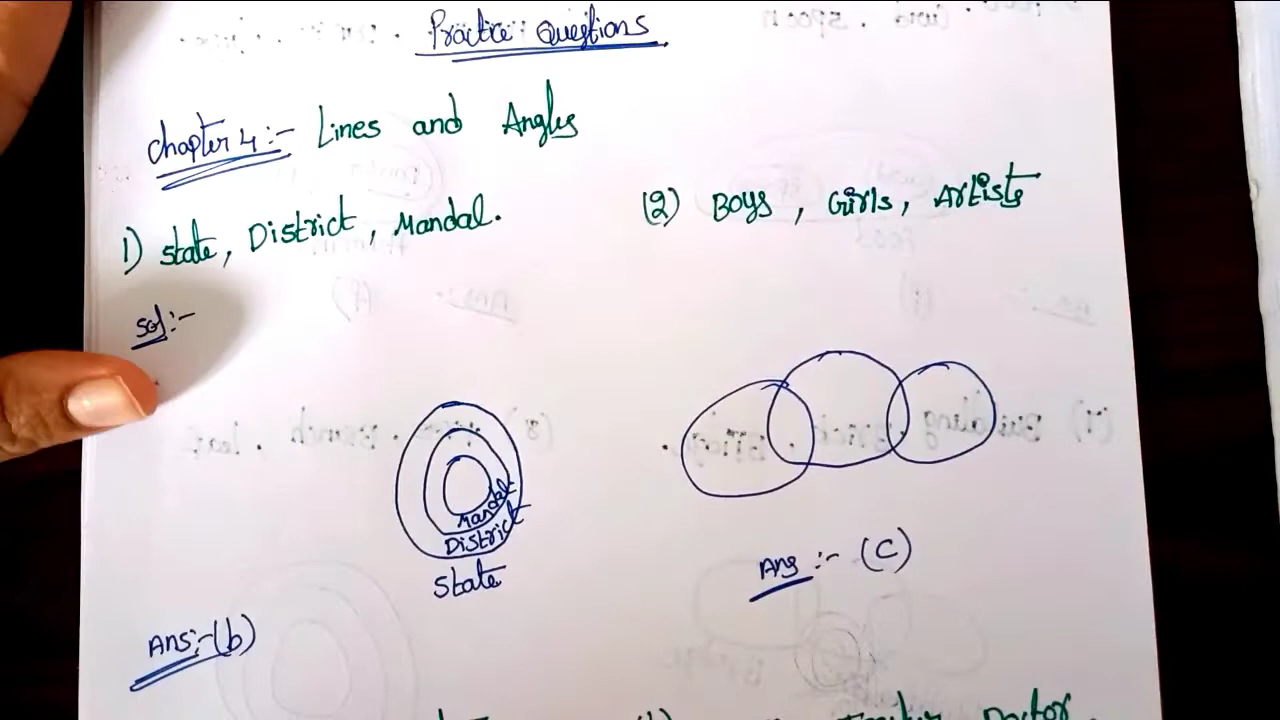 Practice Questions
Chapter 4:- Lines and Angles
1) State, District, Mandal.
(2) Boys, Girls, Artists
Sol:-
Mandal
District
State
Ans:- (C)
Ans:-(b)
Doctor